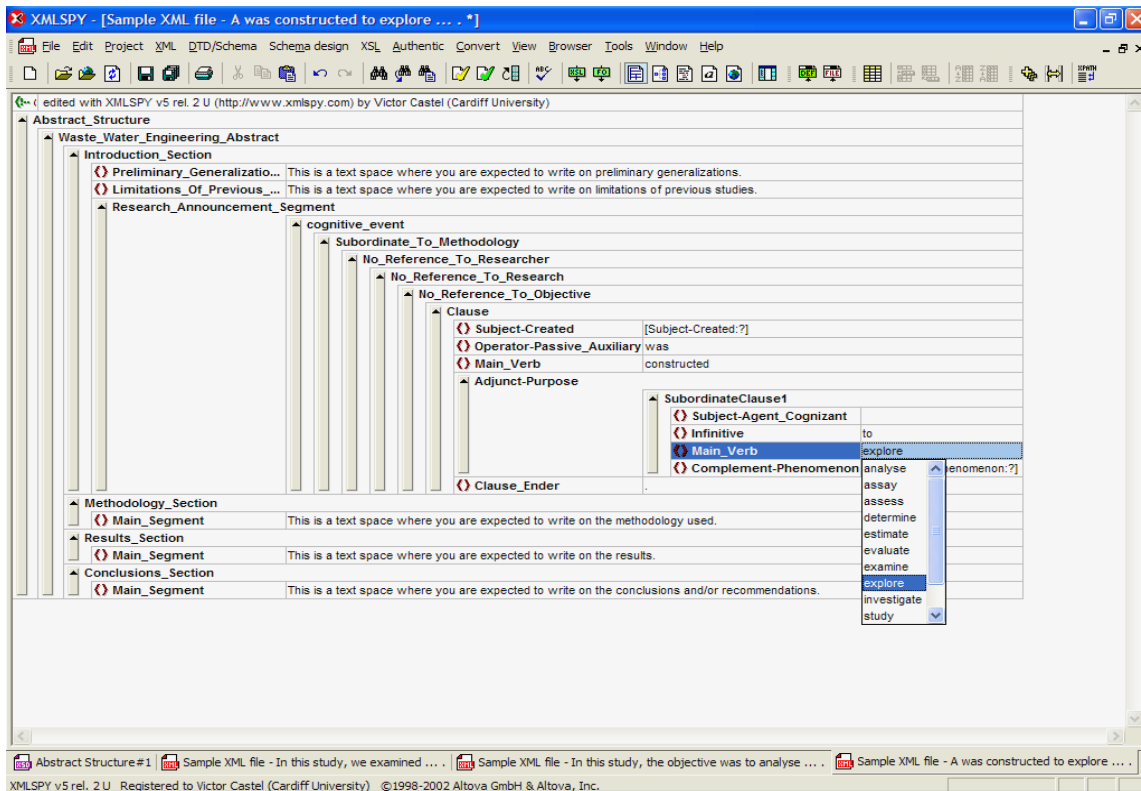 XMLSPY - [Sample XML file - A was constructed to explore ... . *]
File Edit Project XML DTD/Schema Schema design XSL Authentic Convert View Browser Tools Window Help
edited with XMLSPY v5 rel. 2 U (http://www.xmlspy.com) by Victor Castel (Cardiff University)
Abstract_Structure
Waste_Water_Engineering_Abstract
Introduction_Section
Preliminary_Generalizatio... This is a text space where you are expected to write on preliminary generalizations.
Limitations_Of_Previous_... This is a text space where you are expected to write on limitations of previous studies.
Research_Announcement_Segment
cognitive_event
Subordinate_To_Methodology
No_Reference_To_Researcher
No_Reference_To_Research
No_Reference_To_Objective
Clause
Subject-Created [Subject-Created:?]
Operator-Passive_Auxiliary was
Main_Verb constructed
Adjunct-Purpose
SubordinateClause1
Subject-Agent_Cognizant
Infinitive to
Main_Verb explore
Complement-Phenomenon enomenon:?]
analyse
assay
assess
determine
estimate
evaluate
examine
explore
investigate
study
Clause_Ender .
Methodology_Section
Main_Segment This is a text space where you are expected to write on the methodology used.
Results_Section
Main_Segment This is a text space where you are expected to write on the results.
Conclusions_Section
Main_Segment This is a text space where you are expected to write on the conclusions and/or recommendations.
Abstract Structure#1 Sample XML file - In this study, we examined ... . Sample XML file - In this study, the objective was to analyse ... . Sample XML file - A was constructed to explore ... .
XMLSPY v5 rel. 2 U Registered to Victor Castel (Cardiff University) ©1998-2002 Altova GmbH & Altova, Inc.